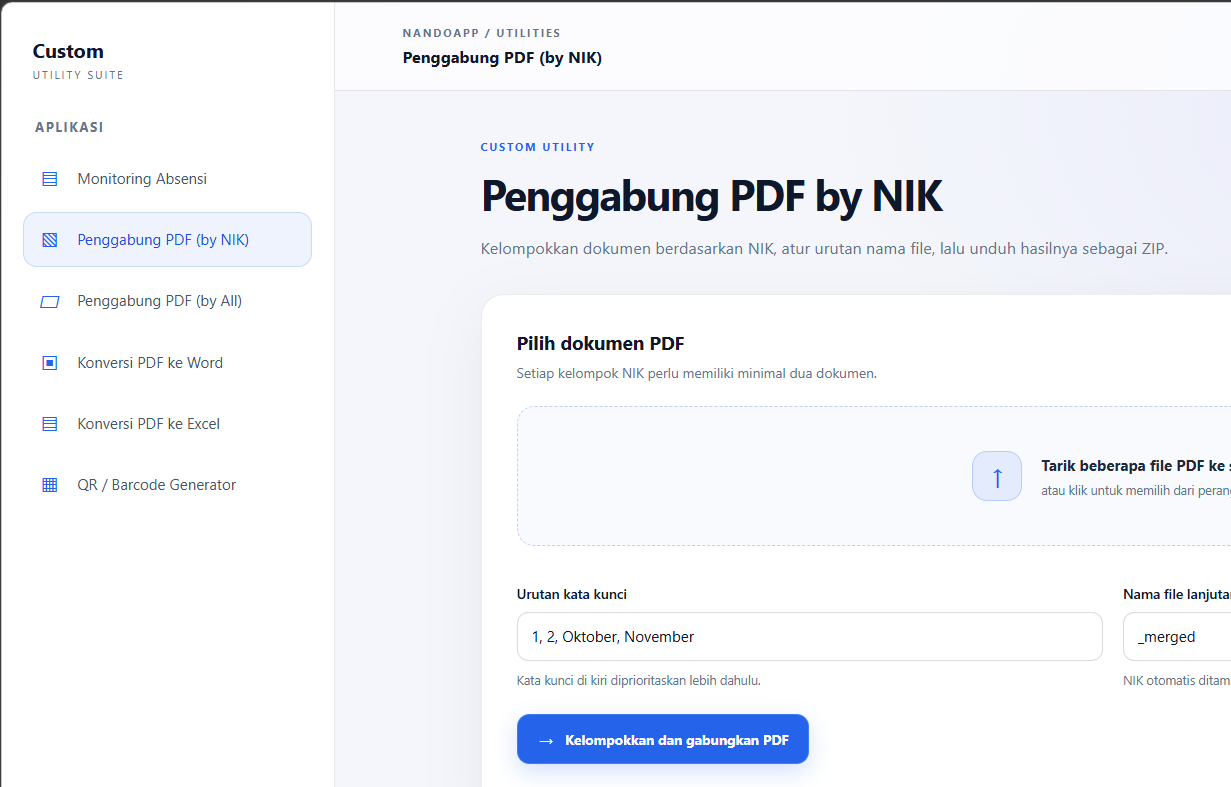 Custom
UTILITY SUITE
APLIKASI
Monitoring Absensi
Penggabung PDF (by NIK)
Penggabung PDF (by All)
Konversi PDF ke Word
Konversi PDF ke Excel
QR / Barcode Generator
NANDOAPP / UTILITIES
Penggabung PDF (by NIK)
CUSTOM UTILITY
Penggabung PDF by NIK
Kelompokkan dokumen berdasarkan NIK, atur urutan nama file, lalu unduh hasilnya sebagai ZIP.
Pilih dokumen PDF
Setiap kelompok NIK perlu memiliki minimal dua dokumen.
Tarik beberapa file PDF ke
atau klik untuk memilih dari
Urutan kata kunci
1, 2, Oktober, November
Kata kunci di kiri diprioritaskan lebih dahulu.
Nama file
_merged
NIK otomatis
→ Kelompokkan dan gabungkan PDF